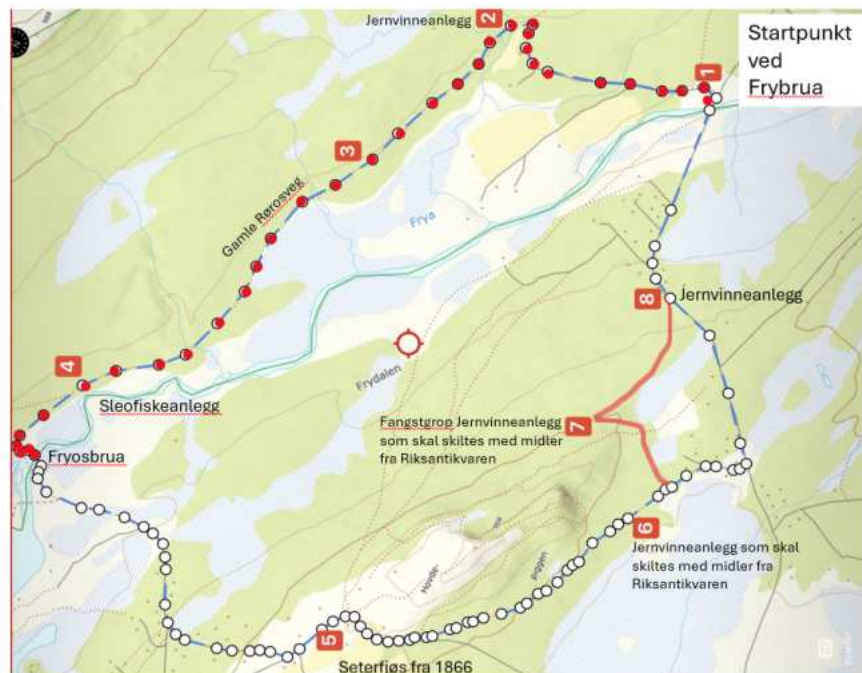 2
Jernvinneanlegg
1
Startpunkt
ved
Frybrua
3
Gamle Rørosveg
Frya
8
Jernvinneanlegg
4
Sleofiskeanlegg
Frydalen
Fryosbrua
Fangstgrop Jernvinneanlegg
som skal skiltes med midler
fra Riksantikvaren
7
6
Jernvinneanlegg som skal
skiltes med midler fra
Riksantikvaren
Hovde-
piggen
5
Seterfjøs fra 1866